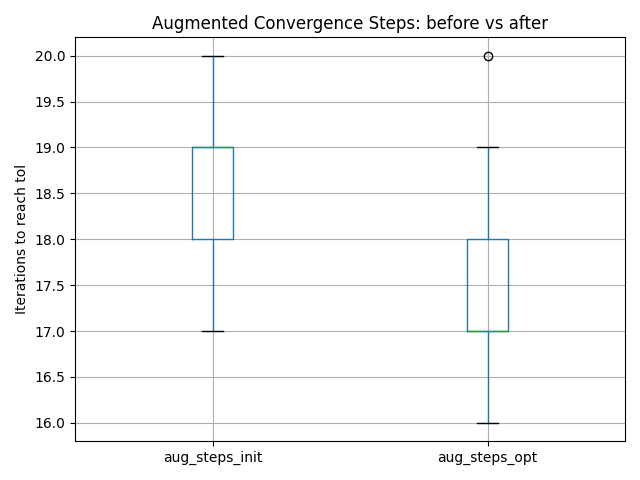 Augmented Convergence Steps: before vs after
Iterations to reach tol
20.0
19.5
19.0
18.5
18.0
17.5
17.0
16.5
16.0
aug_steps_init
aug_steps_opt